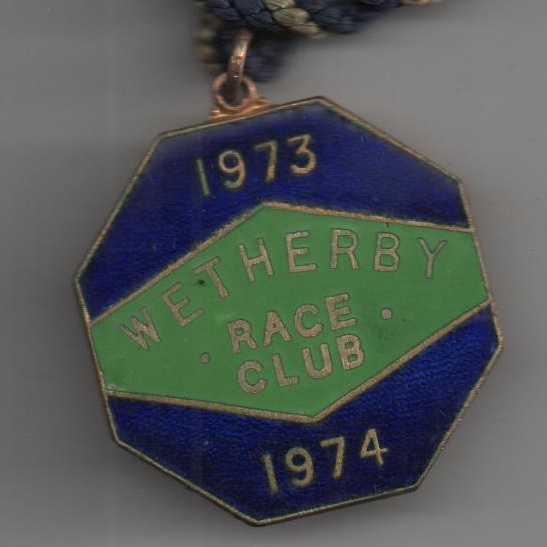 1973
WETHERBY
· RACE ·
CLUB
1974